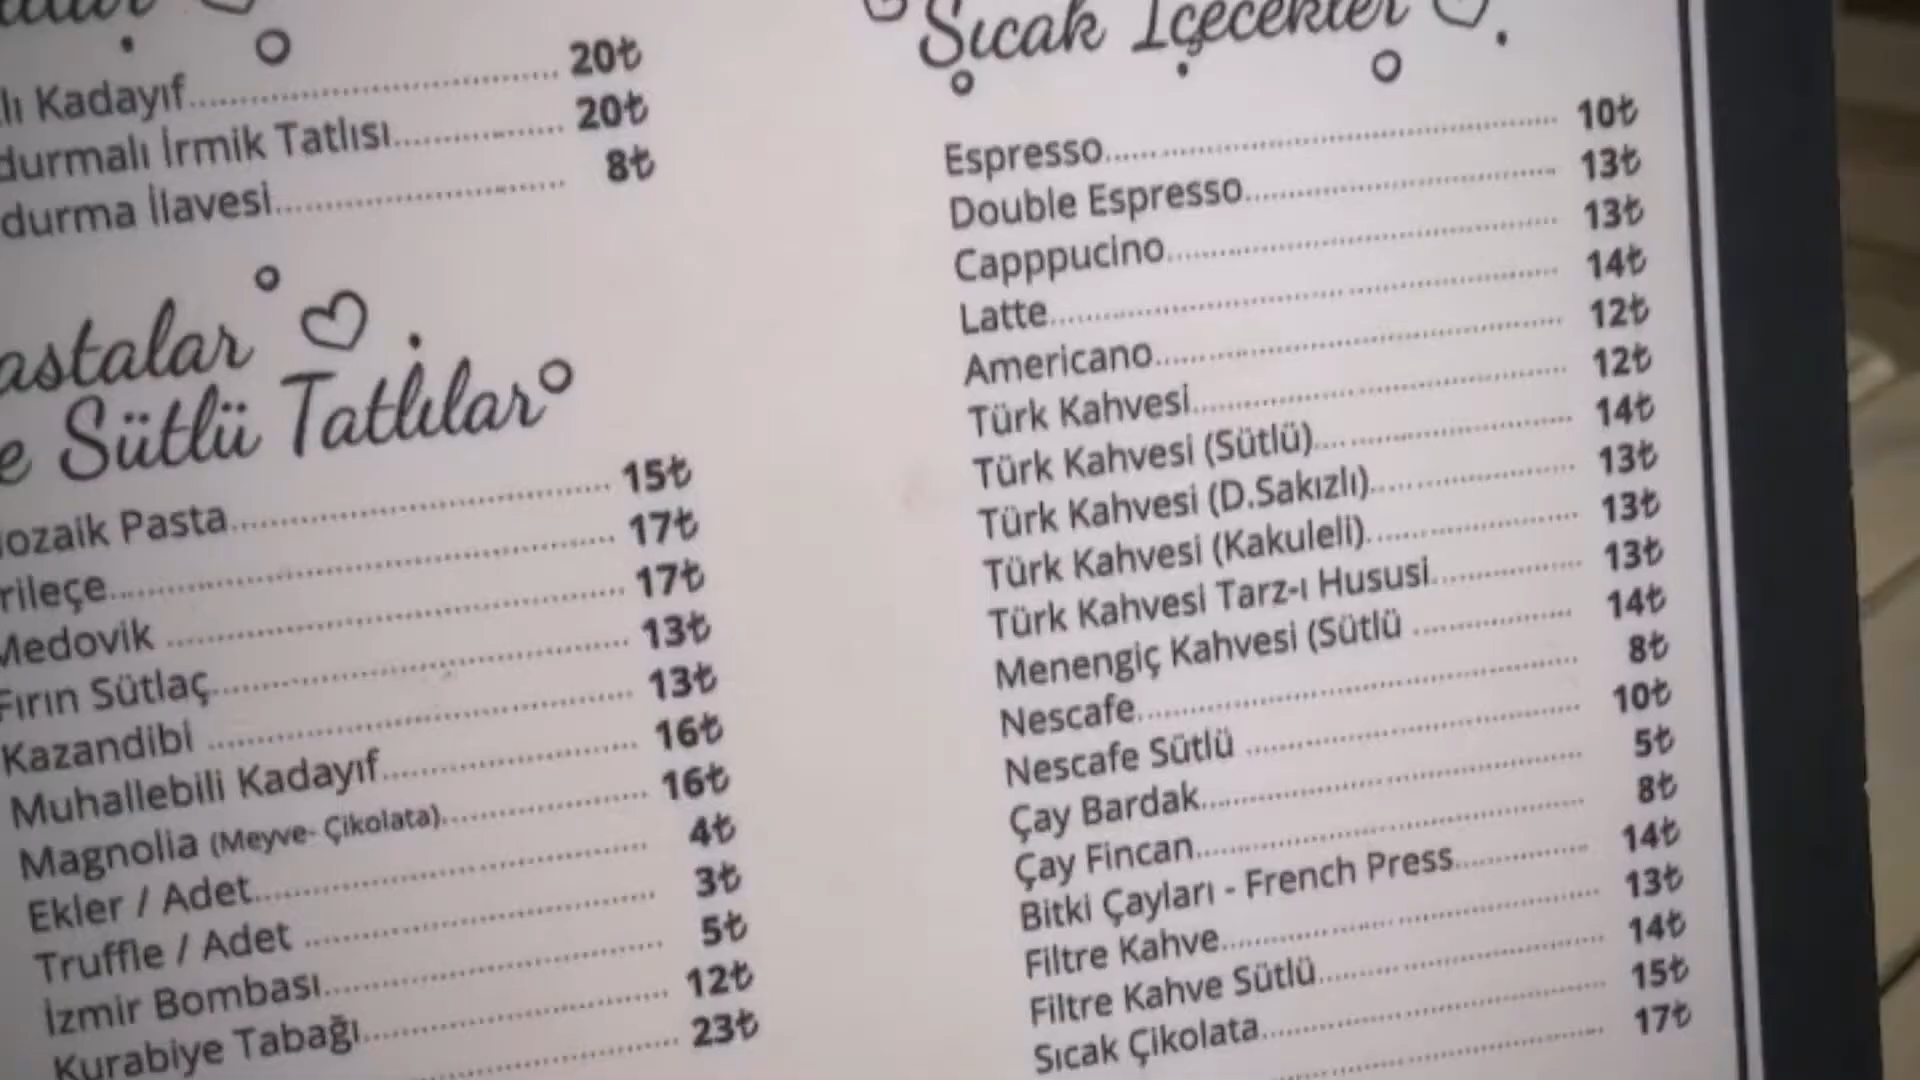 lı Kadayıf 20₺
durmalı İrmik Tatlısı 20₺
durma İlavesi 8₺
astalar
e Sütlü Tatlılar
ozaik Pasta 15₺
rileçe 17₺
Medovik 17₺
Fırın Sütlaç 13₺
Kazandibi 13₺
Muhallebili Kadayıf 16₺
Magnolia (Meyve- Çikolata) 16₺
Ekler / Adet 4₺
Truffle / Adet 3₺
İzmir Bombası 5₺
Kurabiye Tabağı 12₺
23₺
Sıcak İçecekler
Espresso 10₺
Double Espresso 13₺
Capppucino 13₺
Latte 14₺
Americano 12₺
Türk Kahvesi 12₺
Türk Kahvesi (Sütlü) 14₺
Türk Kahvesi (D.Sakızlı) 13₺
Türk Kahvesi (Kakuleli) 13₺
Türk Kahvesi Tarz-ı Hususi 13₺
Menengiç Kahvesi (Sütlü 14₺
Nescafe 8₺
Nescafe Sütlü 10₺
Çay Bardak 5₺
Çay Fincan 8₺
Bitki Çayları - French Press 14₺
Filtre Kahve 13₺
Filtre Kahve Sütlü 14₺
Sıcak Çikolata 15₺
17₺